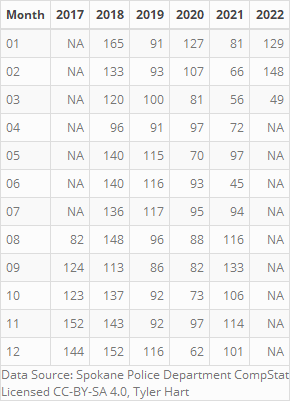 Month 2017 2018 2019 2020 2021 2022
01 NA 165 91 127 81 129
02 NA 133 93 107 66 148
03 NA 120 100 81 56 49
04 NA 96 91 97 72 NA
05 NA 140 115 70 97 NA
06 NA 140 116 93 45 NA
07 NA 136 117 95 94 NA
08 82 148 96 88 116 NA
09 124 113 86 82 133 NA
10 123 137 92 73 106 NA
11 152 143 92 97 114 NA
12 144 152 116 62 101 NA
Data Source: Spokane Police Department CompStat
Licensed CC-BY-SA 4.0, Tyler Hart